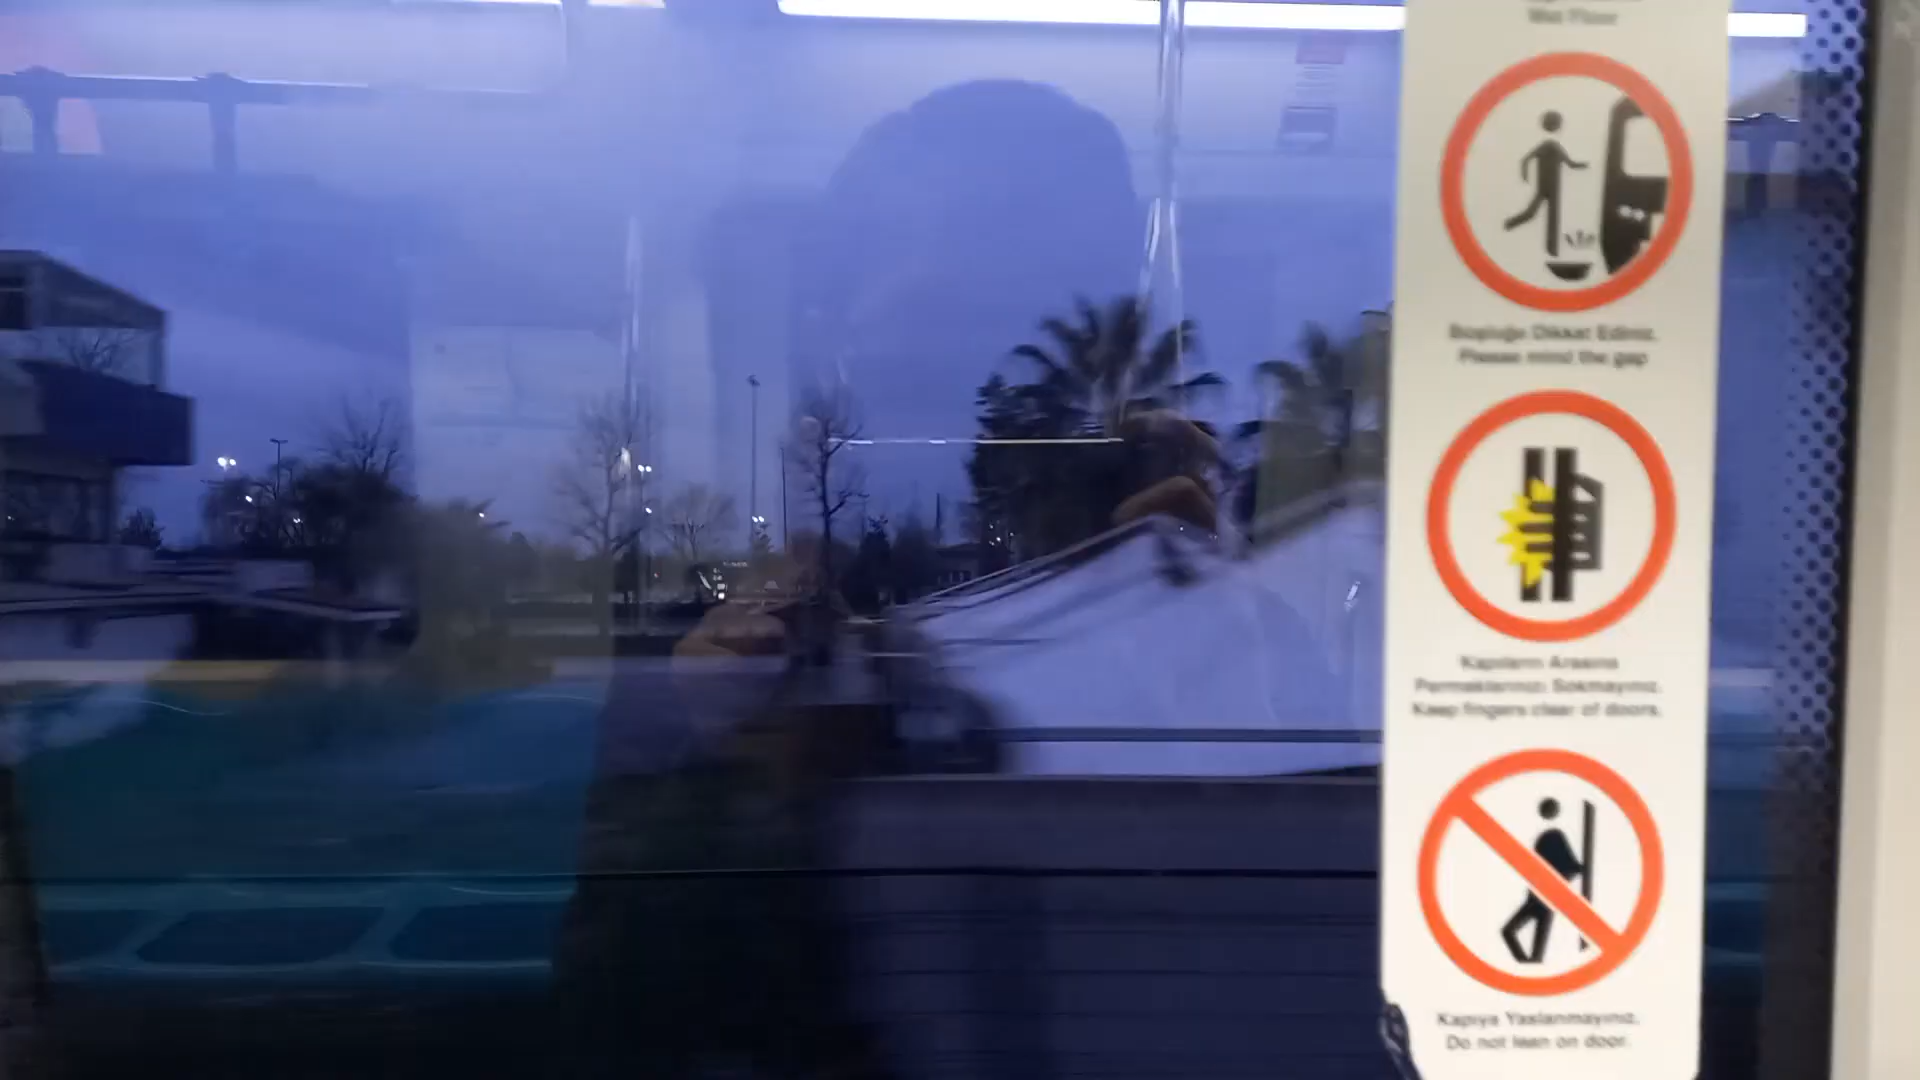 Wet Floor
Boşluğa Dikkat Ediniz.
Please mind the gap
Kapıların Arasına
Parmaklarınızı Sokmayınız.
Keep fingers clear of doors.
Kapıya Yaslanmayınız.
Do not lean on door.